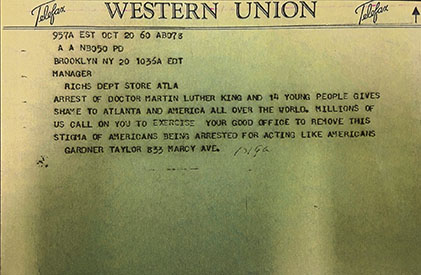 Telefax WESTERN UNION Telefax
957A EST OCT 20 60 AB078
A A NB050 PD
BROOKLYN NY 20 1036A EDT
MANAGER
RICHS DEPT STORE ATLA
ARREST OF DOCTOR MARTIN LUTHER KING AND 14 YOUNG PEOPLE GIVES
SHAME TO ATLANTA AND AMERICA ALL OVER THE WORLD. MILLIONS OF
US CALL ON YOU TO EXERCISE YOUR GOOD OFFICE TO REMOVE THIS
STIGMA OF AMERICANS BEING ARRESTED FOR ACTING LIKE AMERICANS
GARDNER TAYLOR 833 MARCY AVE.